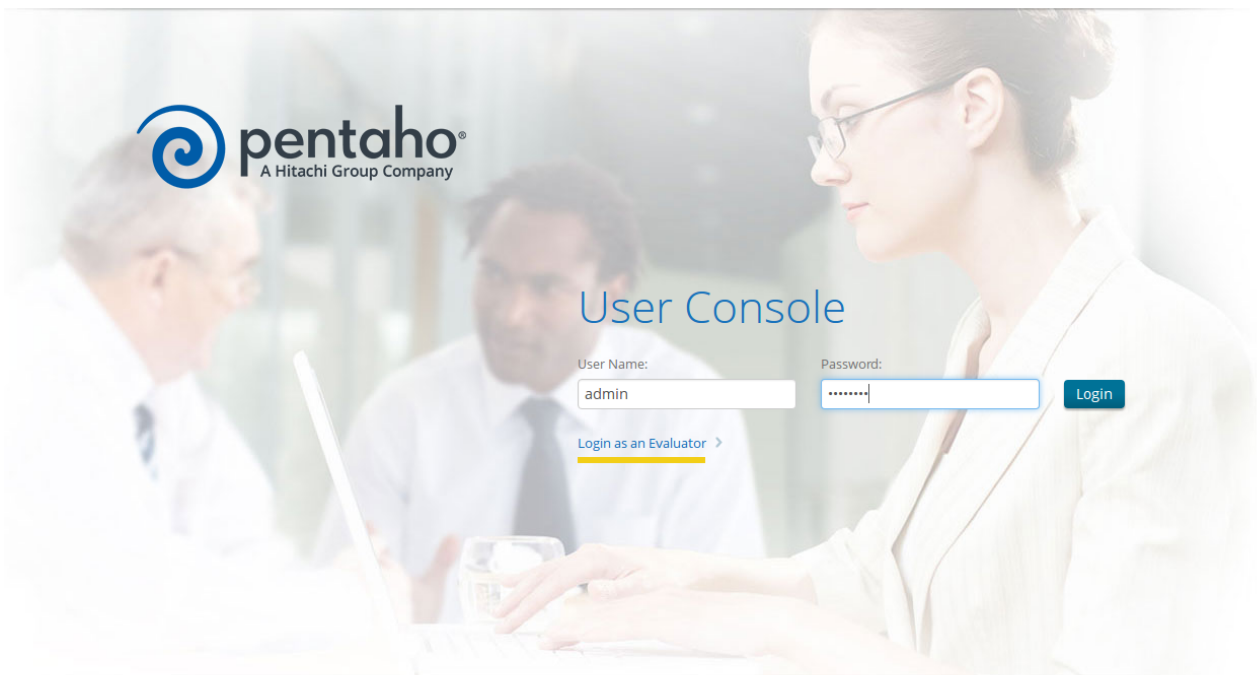 pentaho®
A Hitachi Group Company
User Console
User Name:
Password:
admin
••••••••
Login
Login as an Evaluator